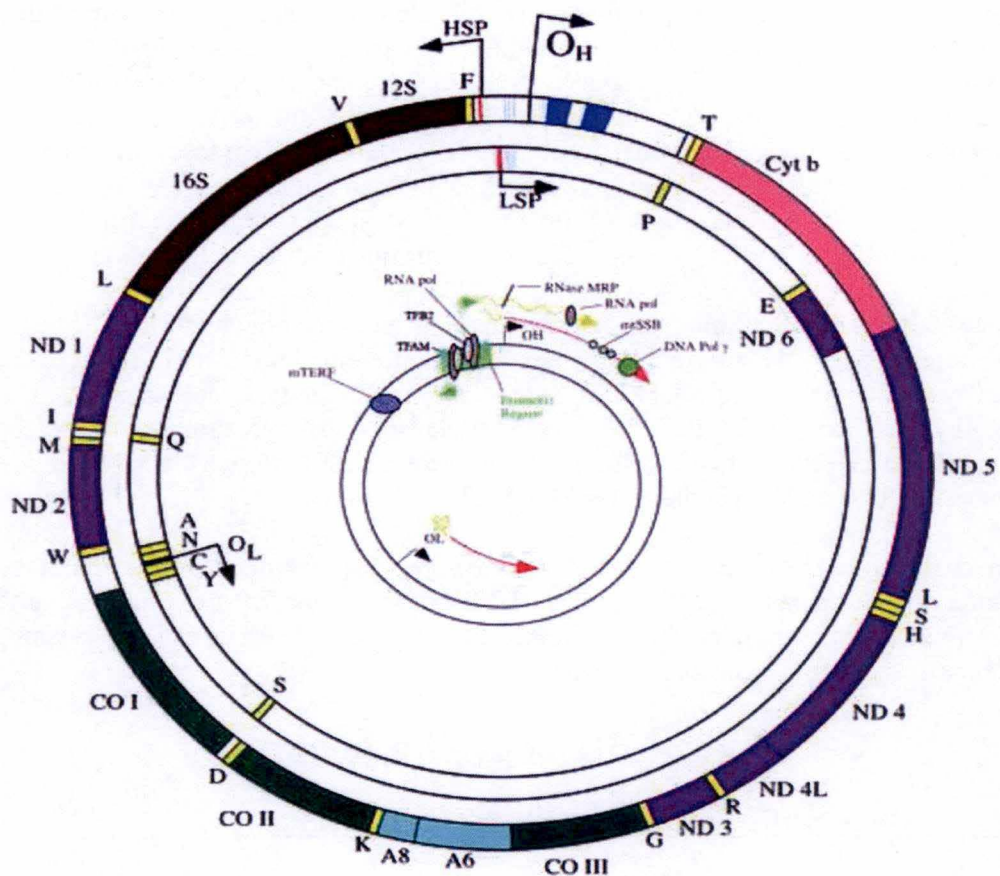 HSP
OH
12S
F
V
T
Cyt b
16S
LSP
P
L
RNA pol
RNase MRP
RNA pol
E
ND 6
TFB2
mtSSB
OH
ND 1
TFAM
DNA Pol γ
mTERF
Promoter
Region
I
M
Q
ND 5
ND 2
A
N
C
Y
OL
W
OL
L
S
H
S
CO I
ND 4
D
ND 4L
R
CO II
ND 3
G
K
A8
A6
CO III